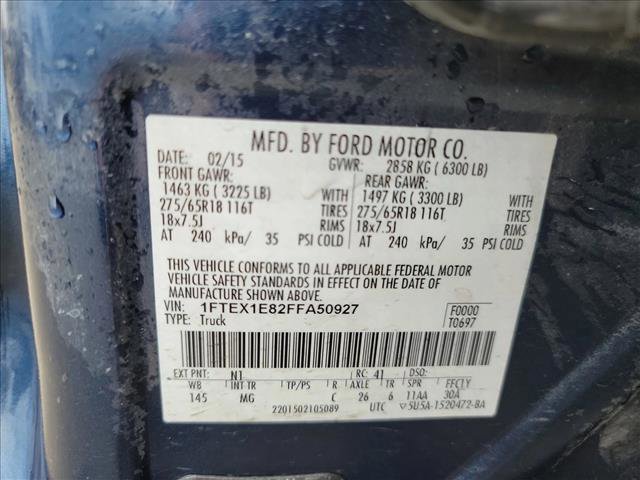 MFD. BY FORD MOTOR CO.
DATE: 02/15 GVWR: 2858 KG ( 6300 LB)
FRONT GAWR: REAR GAWR:
1463 KG ( 3225 LB) WITH 1497 KG ( 3300 LB) WITH
275/65R18 116T TIRES 275/65R18 116T TIRES
18x7.5J RIMS 18x7.5J RIMS
AT 240 kPa/ 35 PSI COLD AT 240 kPa/ 35 PSI COLD
THIS VEHICLE CONFORMS TO ALL APPLICABLE FEDERAL MOTOR
VEHICLE SAFETY STANDARDS IN EFFECT ON THE DATE OF
MANUFACTURE SHOWN ABOVE.
VIN: 1FTEX1E82FFA50927 F0000
TYPE: Truck T0697
EXT PNT: N1 RC: 41 DSO:
WB INT TR TP/PS R AXLE TR SPR
145 MG C 26 6 11AA 30A
2201502105089 UTC ▽5U5A-1520472-BA